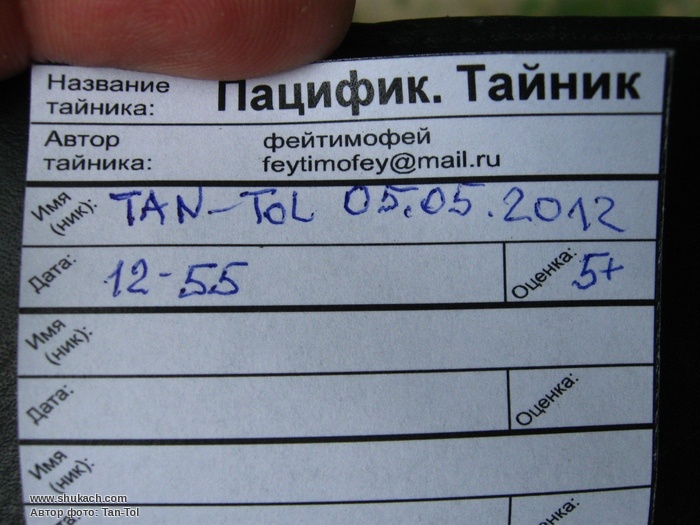 Название тайника: Пацифик. Тайник
Автор тайника: фейтимофей
feytimofey@mail.ru
Имя (ник): TAN-TOL 05.05.2012
Дата: 12-55 Оценка: 5+
Имя (ник):
Дата: Оценка:
Имя (ник):
www.shukach.com
Автор фото: Tan-Tol